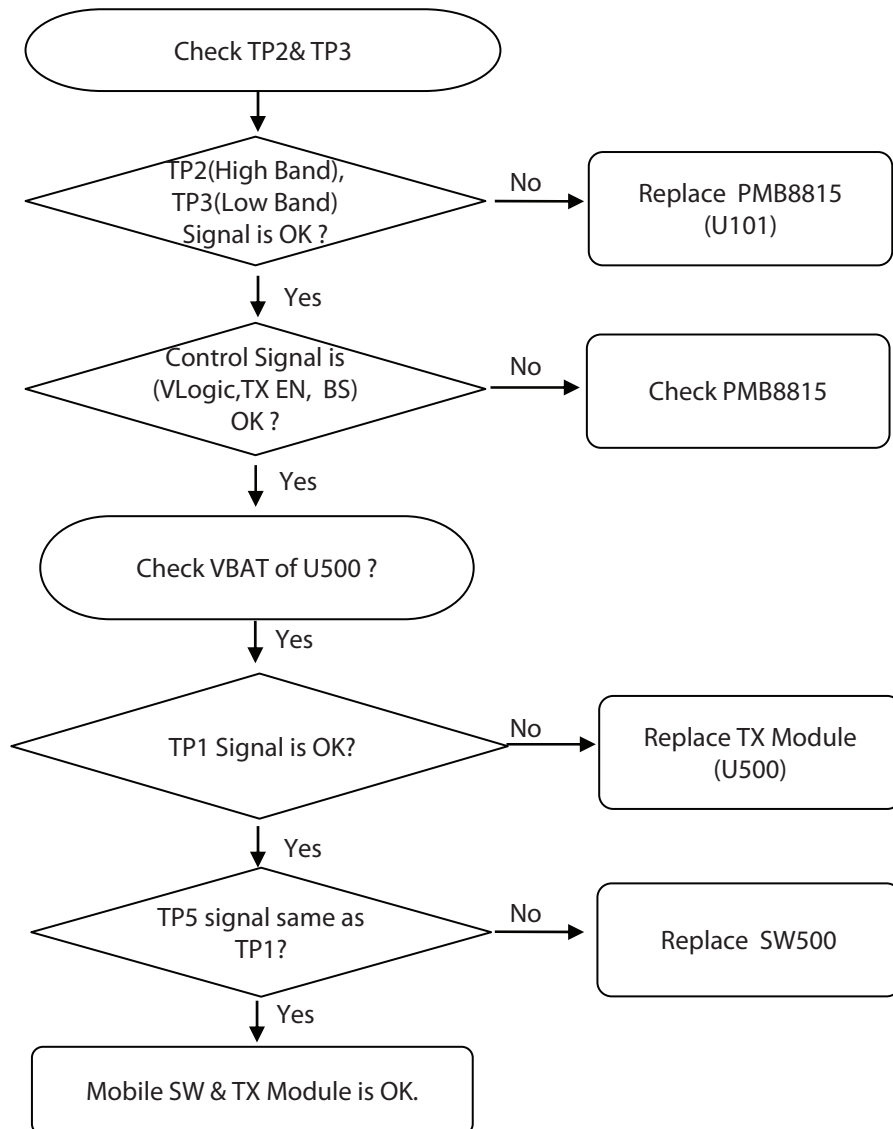 Check TP2& TP3
TP2(High Band),
TP3(Low Band)
Signal is OK ?
No
Replace PMB8815
(U101)
Yes
Control Signal is
(VLogic,TX EN, BS)
OK ?
No
Check PMB8815
Yes
Check VBAT of U500 ?
Yes
TP1 Signal is OK?
No
Replace TX Module
(U500)
Yes
TP5 signal same as
TP1?
No
Replace SW500
Yes
Mobile SW & TX Module is OK.